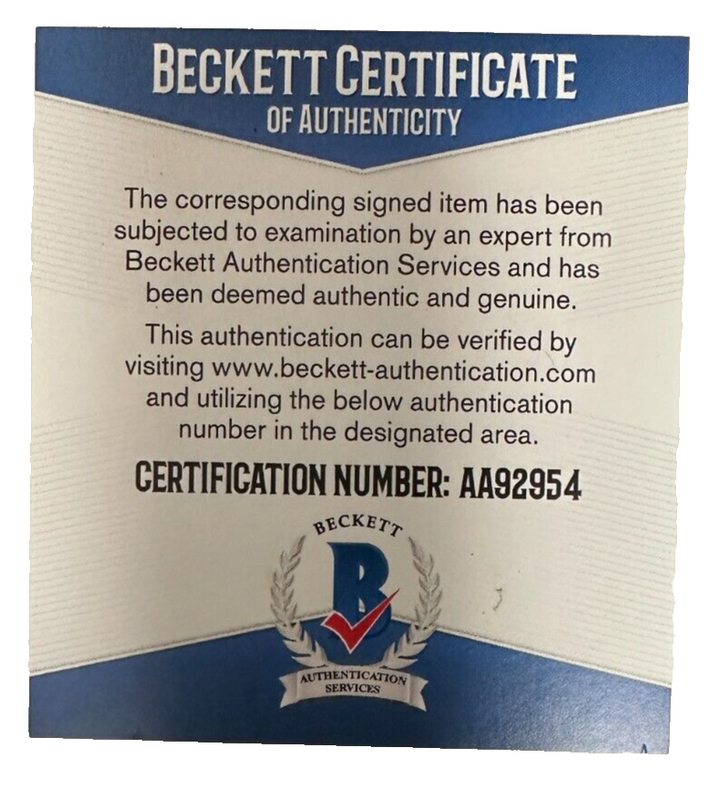 BECKETT CERTIFICATE
OF AUTHENTICITY
The corresponding signed item has been
subjected to examination by an expert from
Beckett Authentication Services and has
been deemed authentic and genuine.
This authentication can be verified by
visiting www.beckett-authentication.com
and utilizing the below authentication
number in the designated area.
CERTIFICATION NUMBER: AA92954
BECKETT
B
AUTHENTICATION
SERVICES